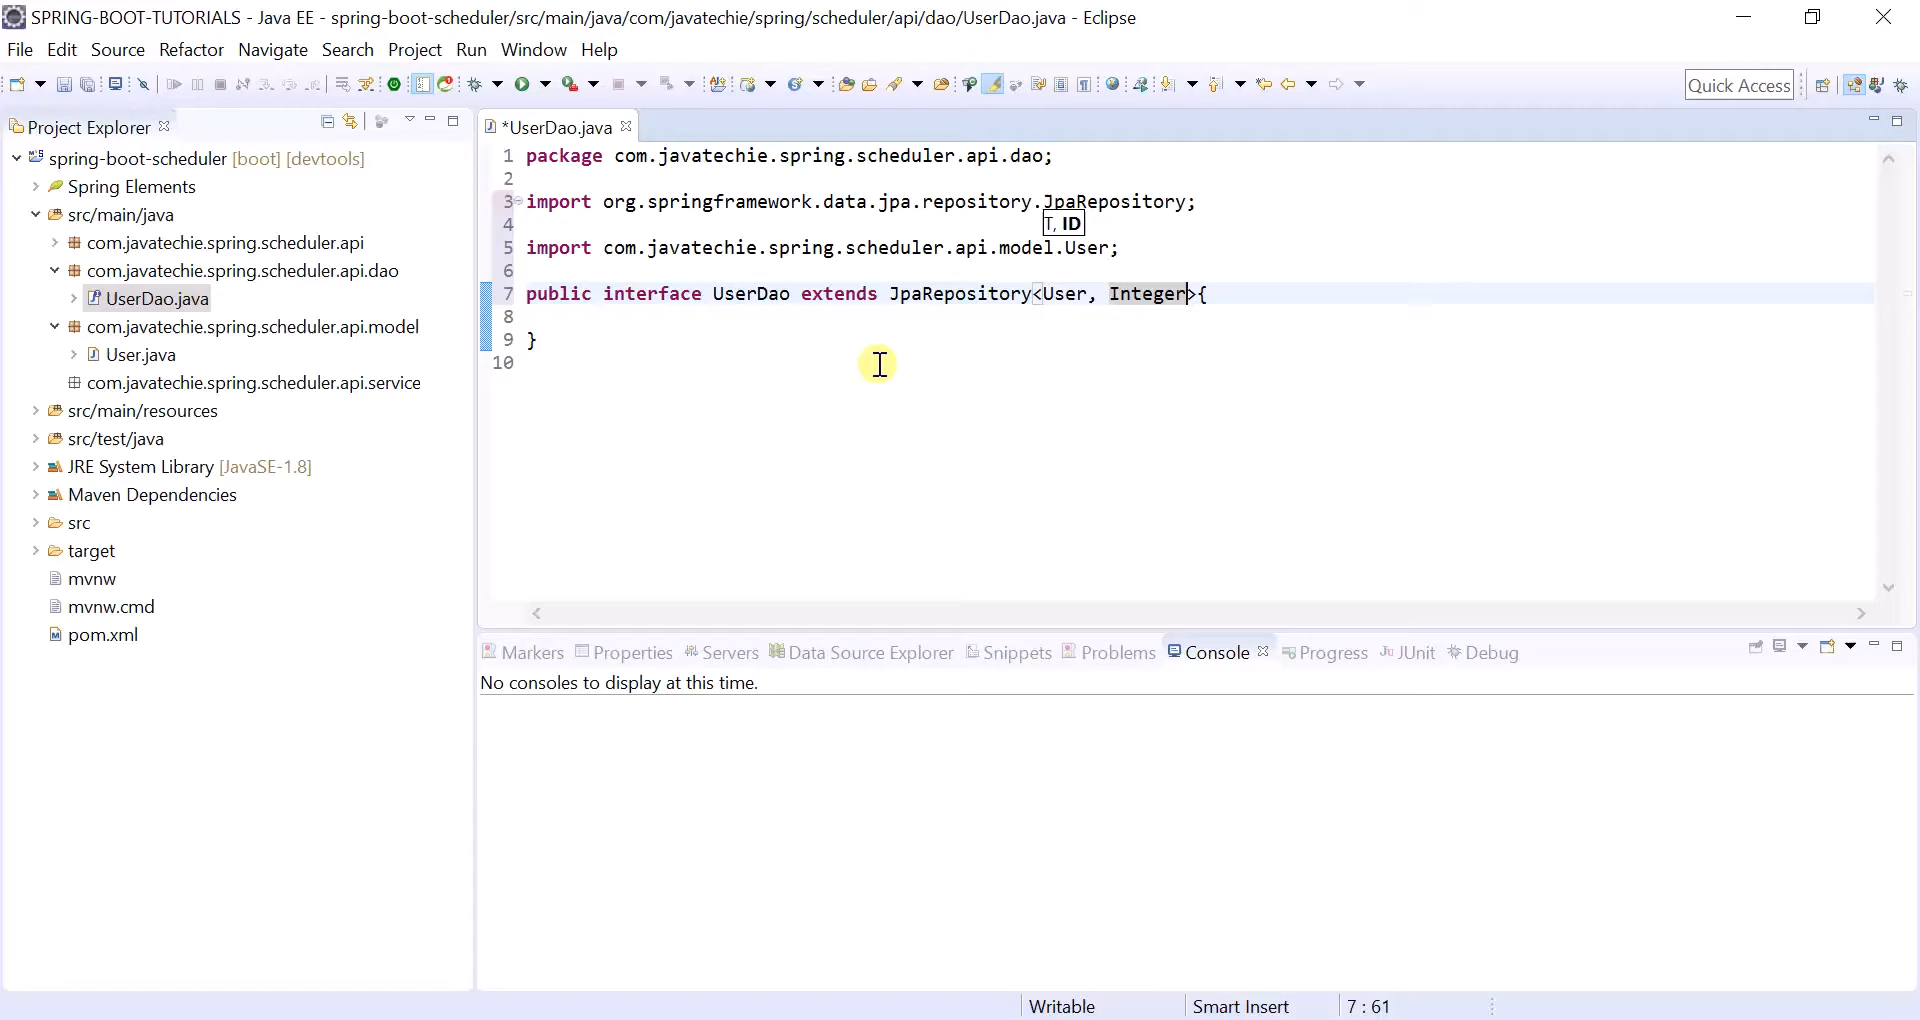 SPRING-BOOT-TUTORIALS - Java EE - spring-boot-scheduler/src/main/java/com/javatechie/spring/scheduler/api/dao/UserDao.java - Eclipse
File Edit Source Refactor Navigate Search Project Run Window Help
Quick Access
Project Explorer
spring-boot-scheduler [boot] [devtools]
Spring Elements
src/main/java
com.javatechie.spring.scheduler.api
com.javatechie.spring.scheduler.api.dao
UserDao.java
com.javatechie.spring.scheduler.api.model
User.java
com.javatechie.spring.scheduler.api.service
src/main/resources
src/test/java
JRE System Library [JavaSE-1.8]
Maven Dependencies
src
target
mvnw
mvnw.cmd
pom.xml
*UserDao.java
1 package com.javatechie.spring.scheduler.api.dao;
2
3 import org.springframework.data.jpa.repository.JpaRepository;
4
T, ID
5 import com.javatechie.spring.scheduler.api.model.User;
6
7 public interface UserDao extends JpaRepository<User, Integer>{
8
9 }
10
Markers Properties Servers Data Source Explorer Snippets Problems Console Progress JUnit Debug
No consoles to display at this time.
Writable Smart Insert 7 : 61